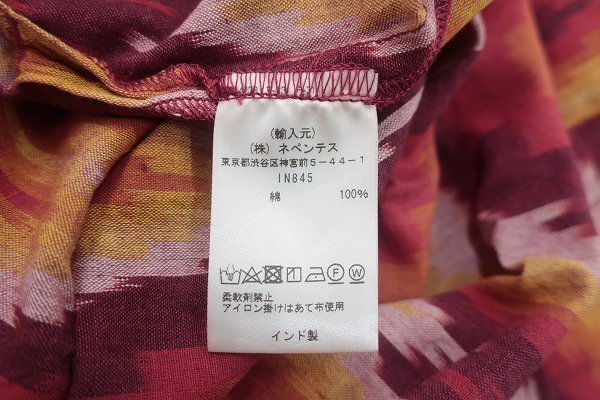 (輸入元)
(株) ネペンテス
東京都渋谷区神宮前5-44-1
IN845
綿 100%
F W
柔軟剤禁止
アイロン掛けはあて布使用
インド製